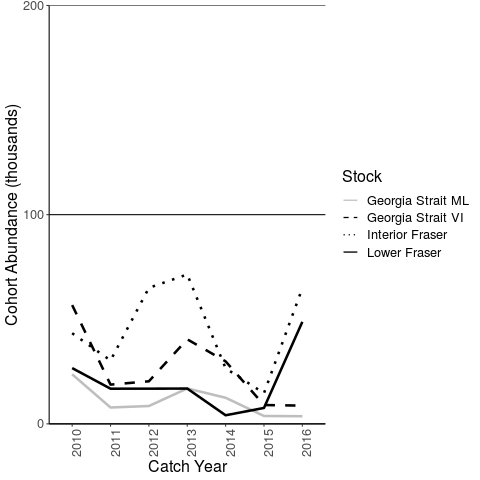 200
100
0
Cohort Abundance (thousands)
2010
2011
2012
2013
2014
2015
2016
Catch Year
Stock
Georgia Strait ML
Georgia Strait VI
Interior Fraser
Lower Fraser